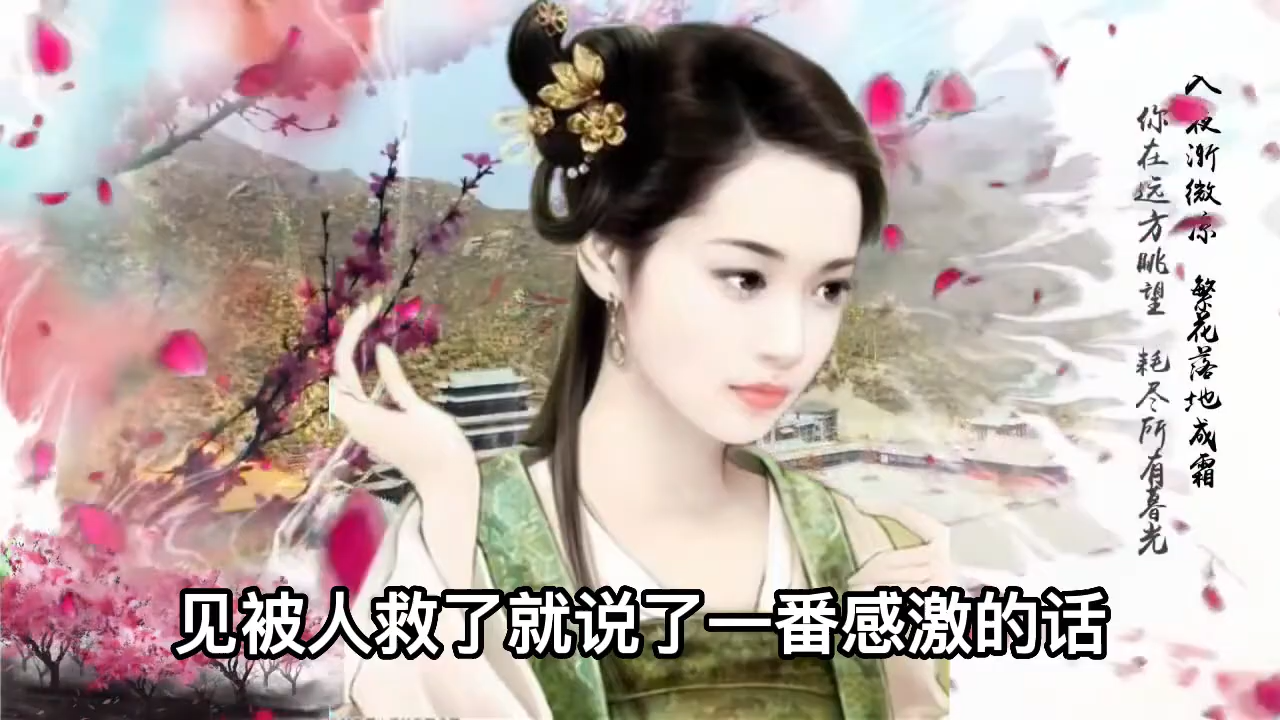 入夜渐微凉 繁花落地成霜
你在远方眺望 耗尽所有暮光
见被人救了就说了一番感激的话